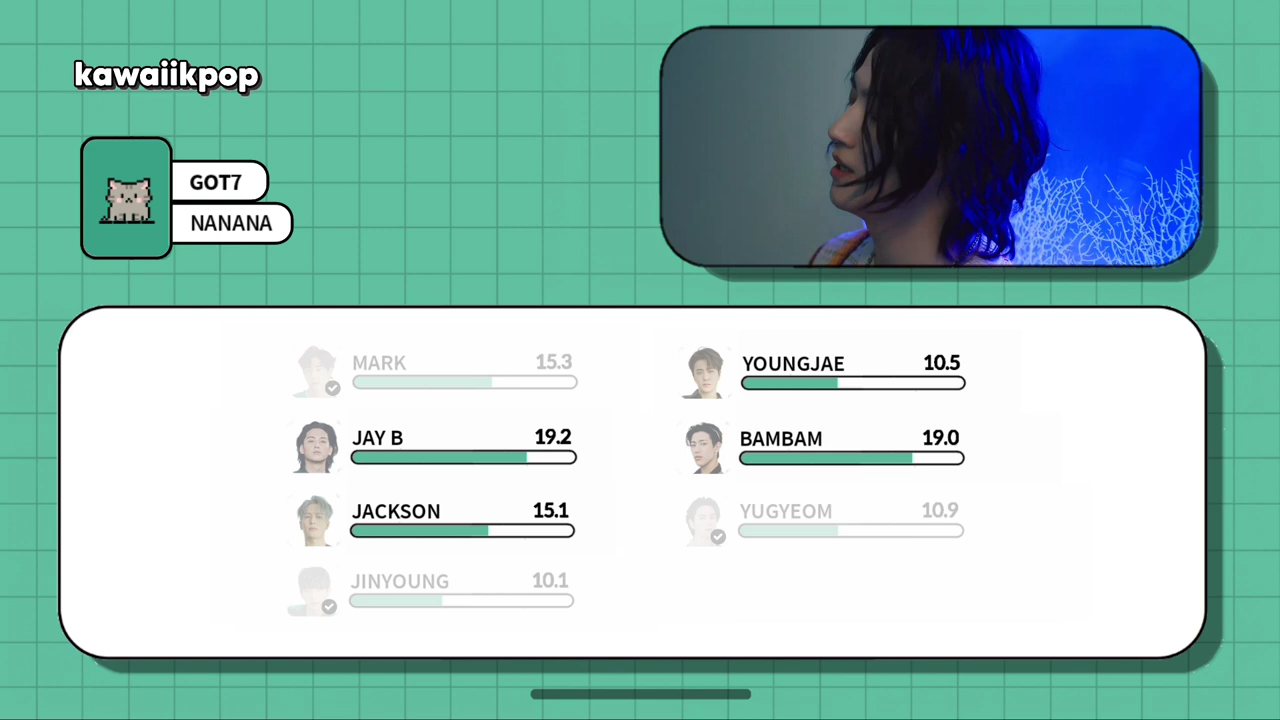 kawaiikpop
GOT7
NANANA
MARK 15.3
JAY B 19.2
JACKSON 15.1
JINYOUNG 10.1
YOUNGJAE 10.5
BAMBAM 19.0
YUGYEOM 10.9